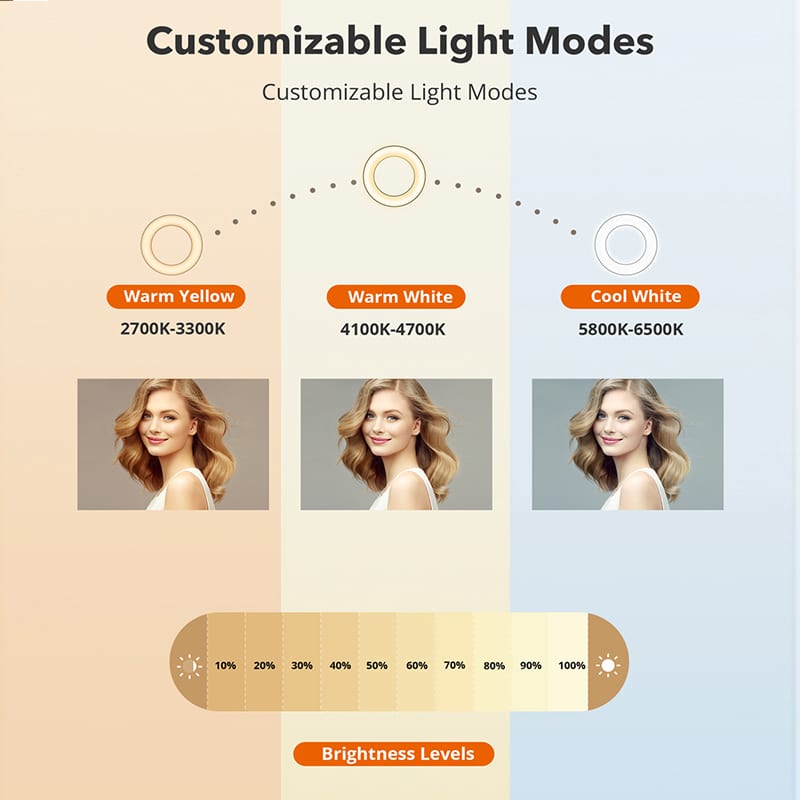 Customizable Light Modes
Customizable Light Modes
Warm Yellow
2700K-3300K
Warm White
4100K-4700K
Cool White
5800K-6500K
10% 20% 30% 40% 50% 60% 70% 80% 90% 100%
Brightness Levels